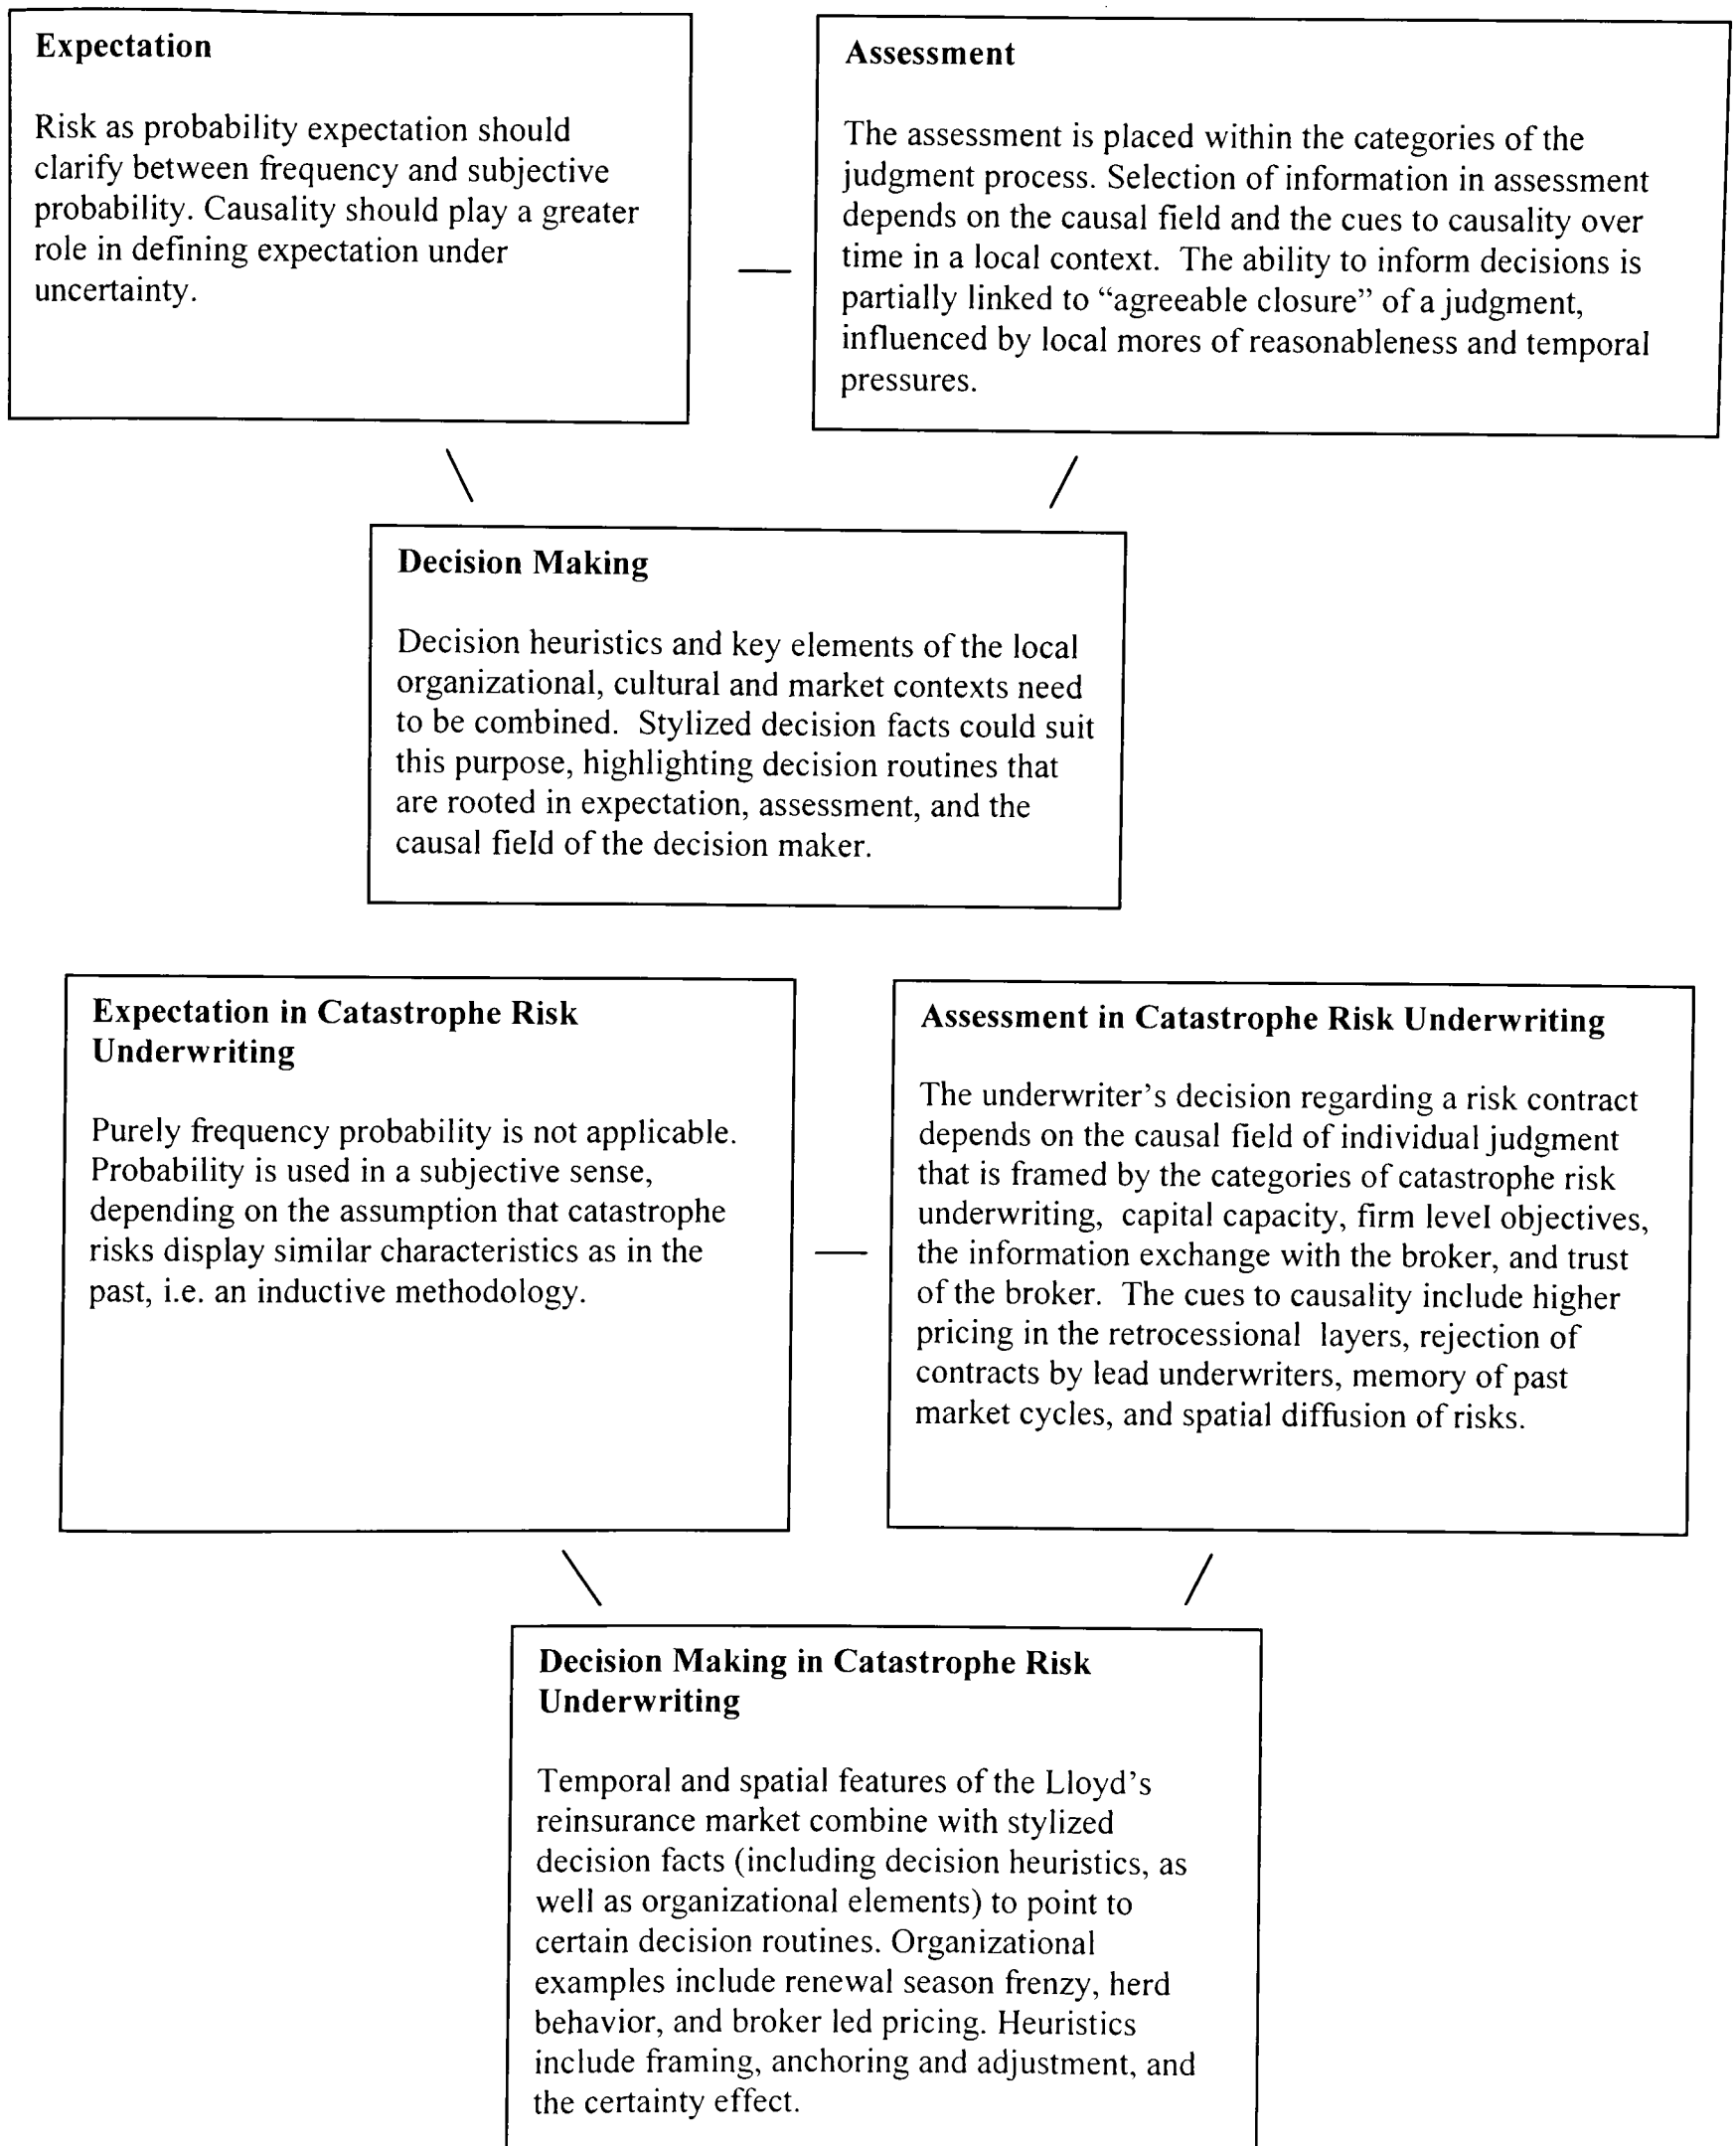 Expectation
Risk as probability expectation should
clarify between frequency and subjective
probability. Causality should play a greater
role in defining expectation under
uncertainty.
Assessment
The assessment is placed within the categories of the
judgment process. Selection of information in assessment
depends on the causal field and the cues to causality over
time in a local context.  The ability to inform decisions is
partially linked to “agreeable closure” of a judgment,
influenced by local mores of reasonableness and temporal
pressures.
Decision Making
Decision heuristics and key elements of the local
organizational, cultural and market contexts need
to be combined.  Stylized decision facts could suit
this purpose, highlighting decision routines that
are rooted in expectation, assessment, and the
causal field of the decision maker.
Expectation in Catastrophe Risk
Underwriting
Purely frequency probability is not applicable.
Probability is used in a subjective sense,
depending on the assumption that catastrophe
risks display similar characteristics as in the
past, i.e. an inductive methodology.
Assessment in Catastrophe Risk Underwriting
The underwriter’s decision regarding a risk contract
depends on the causal field of individual judgment
that is framed by the categories of catastrophe risk
underwriting,  capital capacity, firm level objectives,
the information exchange with the broker, and trust
of the broker.  The cues to causality include higher
pricing in the retrocessional  layers, rejection of
contracts by lead underwriters, memory of past
market cycles, and spatial diffusion of risks.
Decision Making in Catastrophe Risk
Underwriting
Temporal and spatial features of the Lloyd’s
reinsurance market combine with stylized
decision facts (including decision heuristics, as
well as organizational elements) to point to
certain decision routines. Organizational
examples include renewal season frenzy, herd
behavior, and broker led pricing. Heuristics
include framing, anchoring and adjustment, and
the certainty effect.